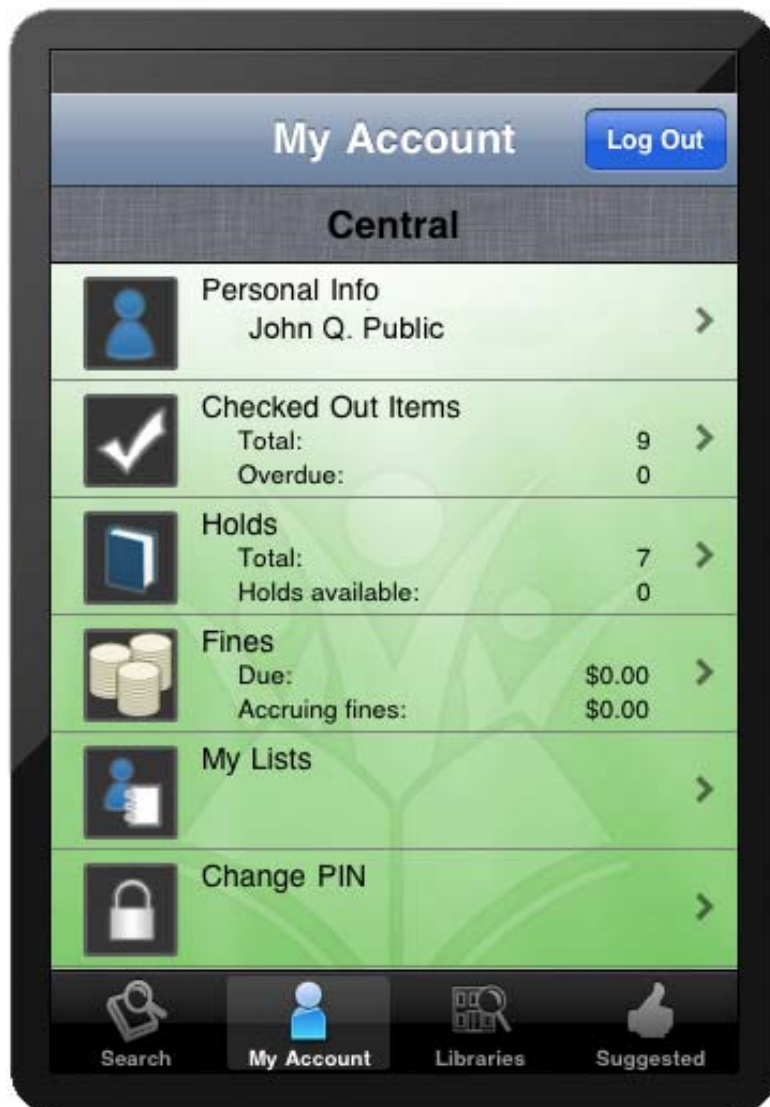 My Account
Log Out
Central
Personal Info
John Q. Public
Checked Out Items
Total: 9
Overdue: 0
Holds
Total: 7
Holds available: 0
Fines
Due: $0.00
Accruing fines: $0.00
My Lists
Change PIN
Search My Account Libraries Suggested